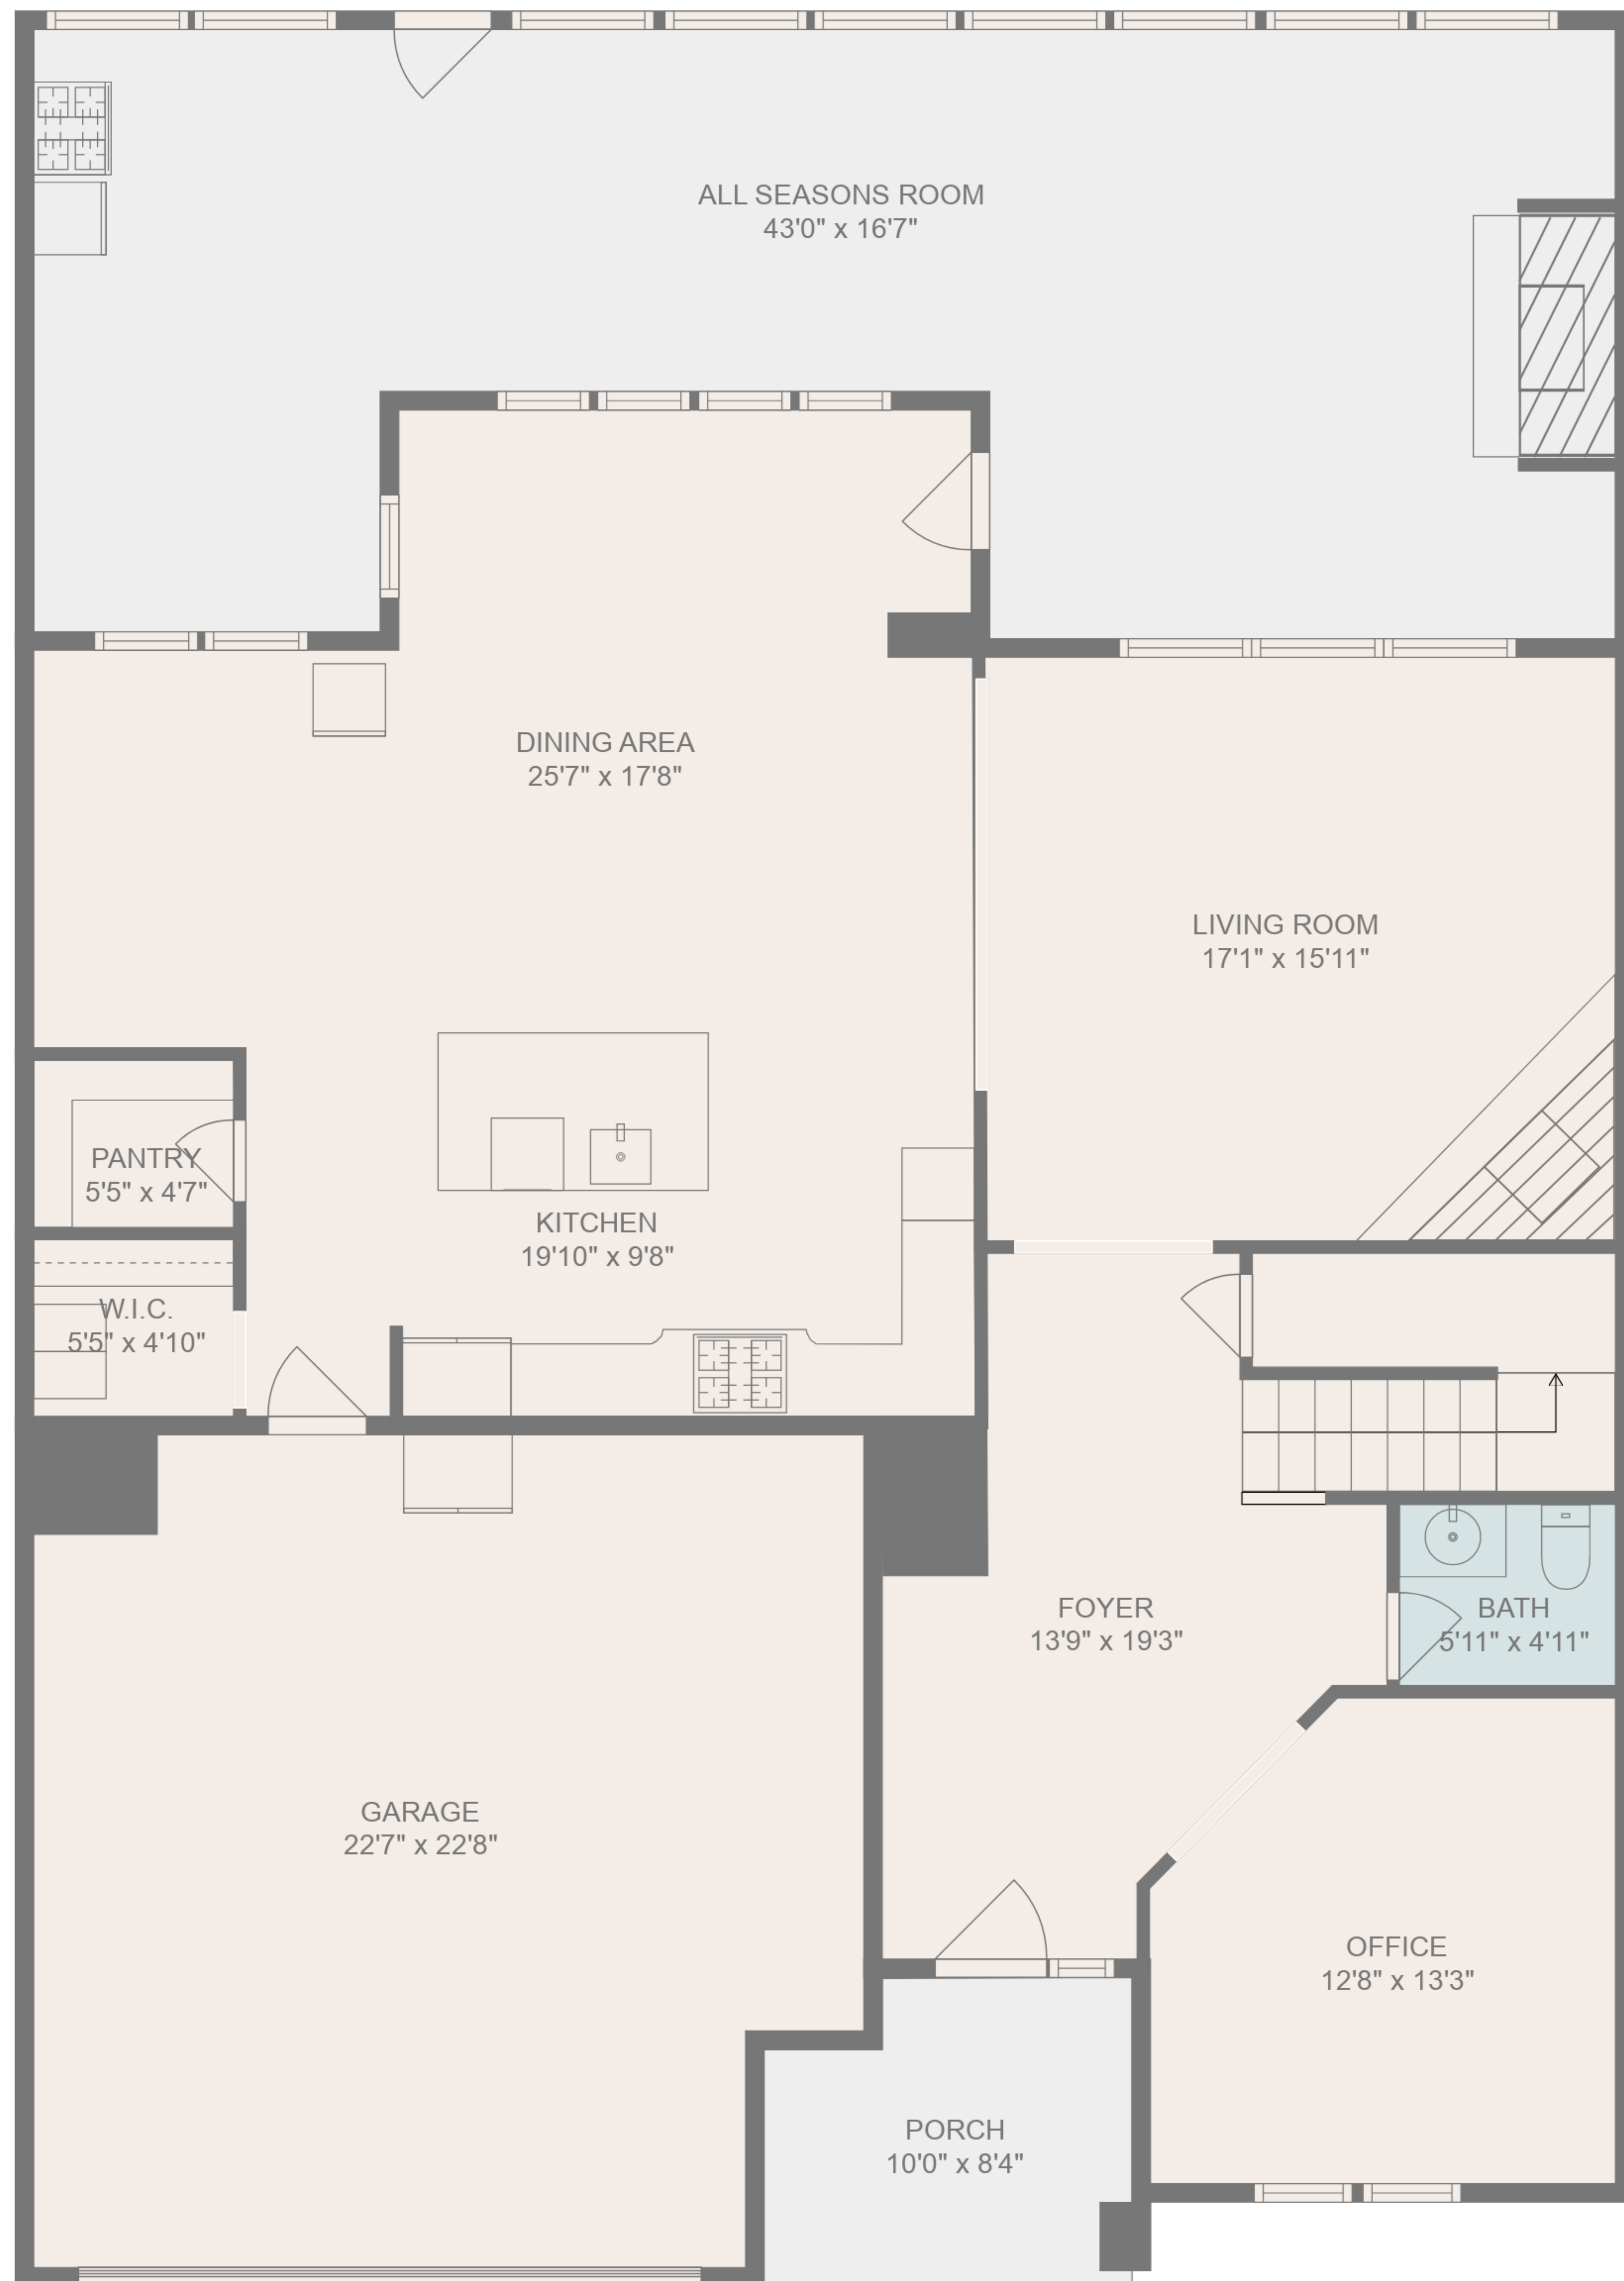 ALL SEASONS ROOM
43'0" x 16'7"
DINING AREA
25'7" x 17'8"
LIVING ROOM
17'1" x 15'11"
PANTRY
5'5" x 4'7"
KITCHEN
19'10" x 9'8"
W.I.C.
5'5" x 4'10"
FOYER
13'9" x 19'3"
BATH
5'11" x 4'11"
GARAGE
22'7" x 22'8"
OFFICE
12'8" x 13'3"
PORCH
10'0" x 8'4"